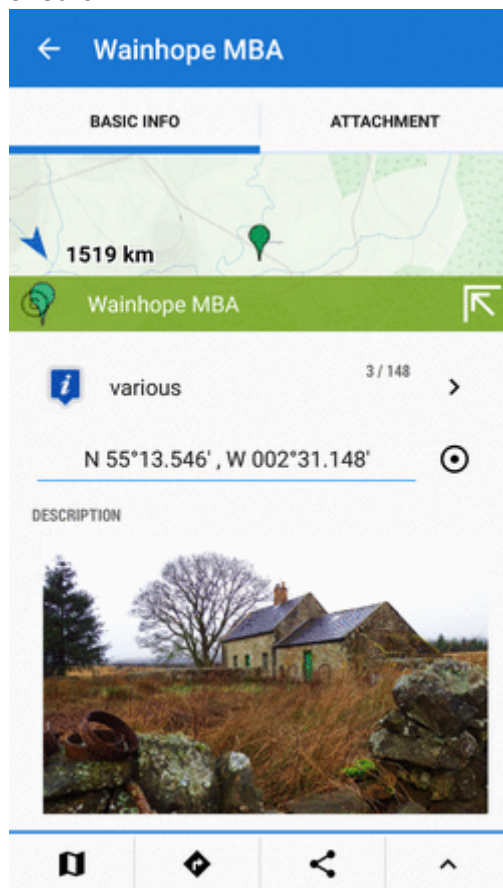 Wainhope MBA
BASIC INFO
ATTACHMENT
1519 km
Wainhope MBA
various
3 / 148
N 55°13.546' , W 002°31.148'
DESCRIPTION